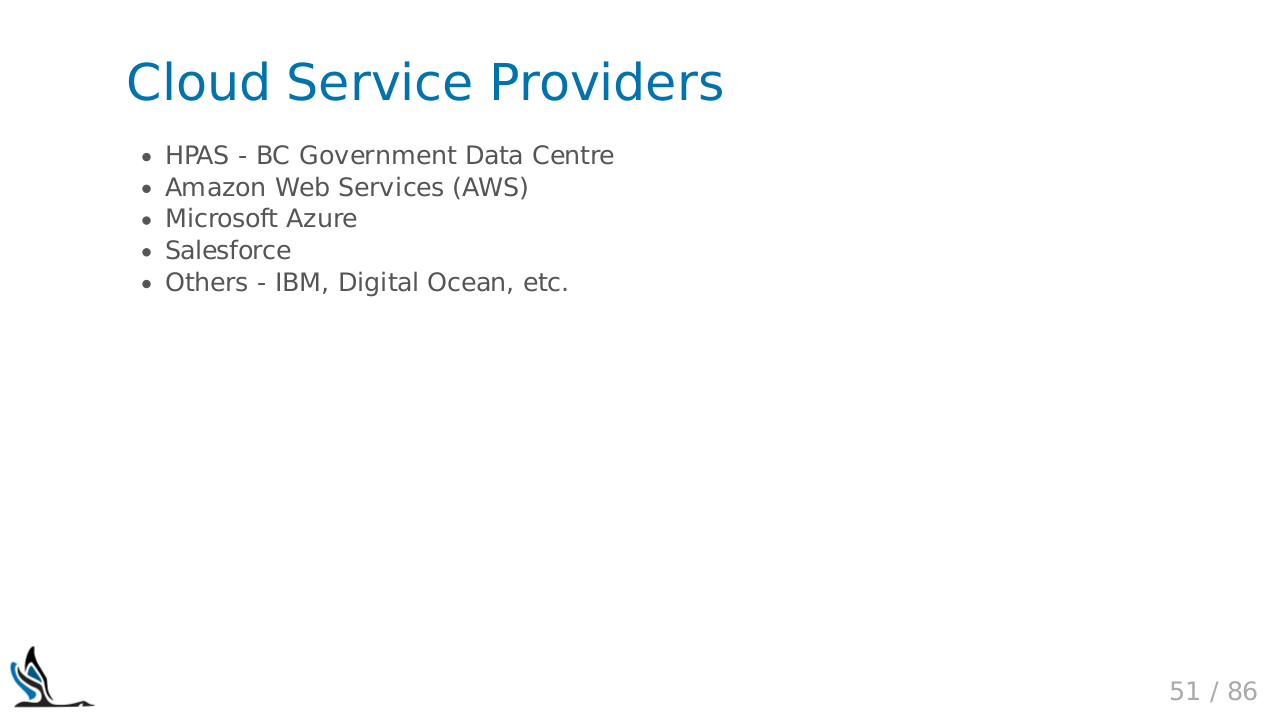 Cloud Service Providers
• HPAS - BC Government Data Centre
• Amazon Web Services (AWS)
• Microsoft Azure
• Salesforce
• Others - IBM, Digital Ocean, etc.
51 / 86